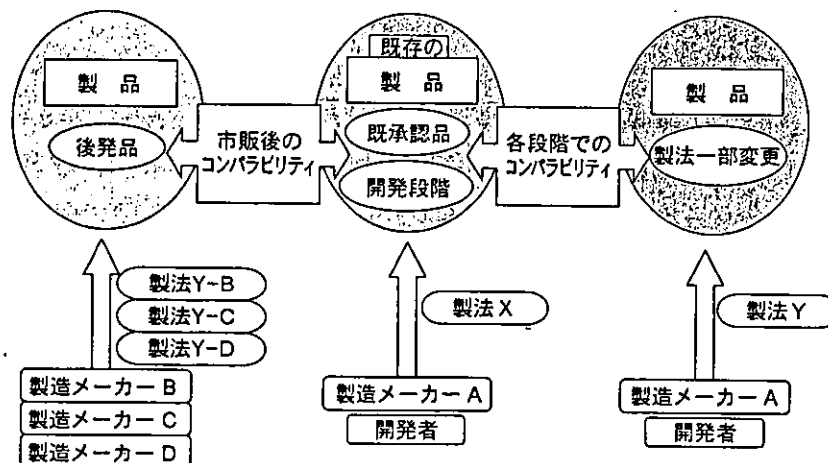 既存の
製品
後発品
市販後の
コンパラビリティ
製品
既承認品
開発段階
各段階での
コンパラビリティ
製品
製法一部変更
製法Y-B
製法Y-C
製法Y-D
製造メーカーB
製造メーカーC
製造メーカーD
製法X
製造メーカーA
開発者
製法Y
製造メーカーA
開発者